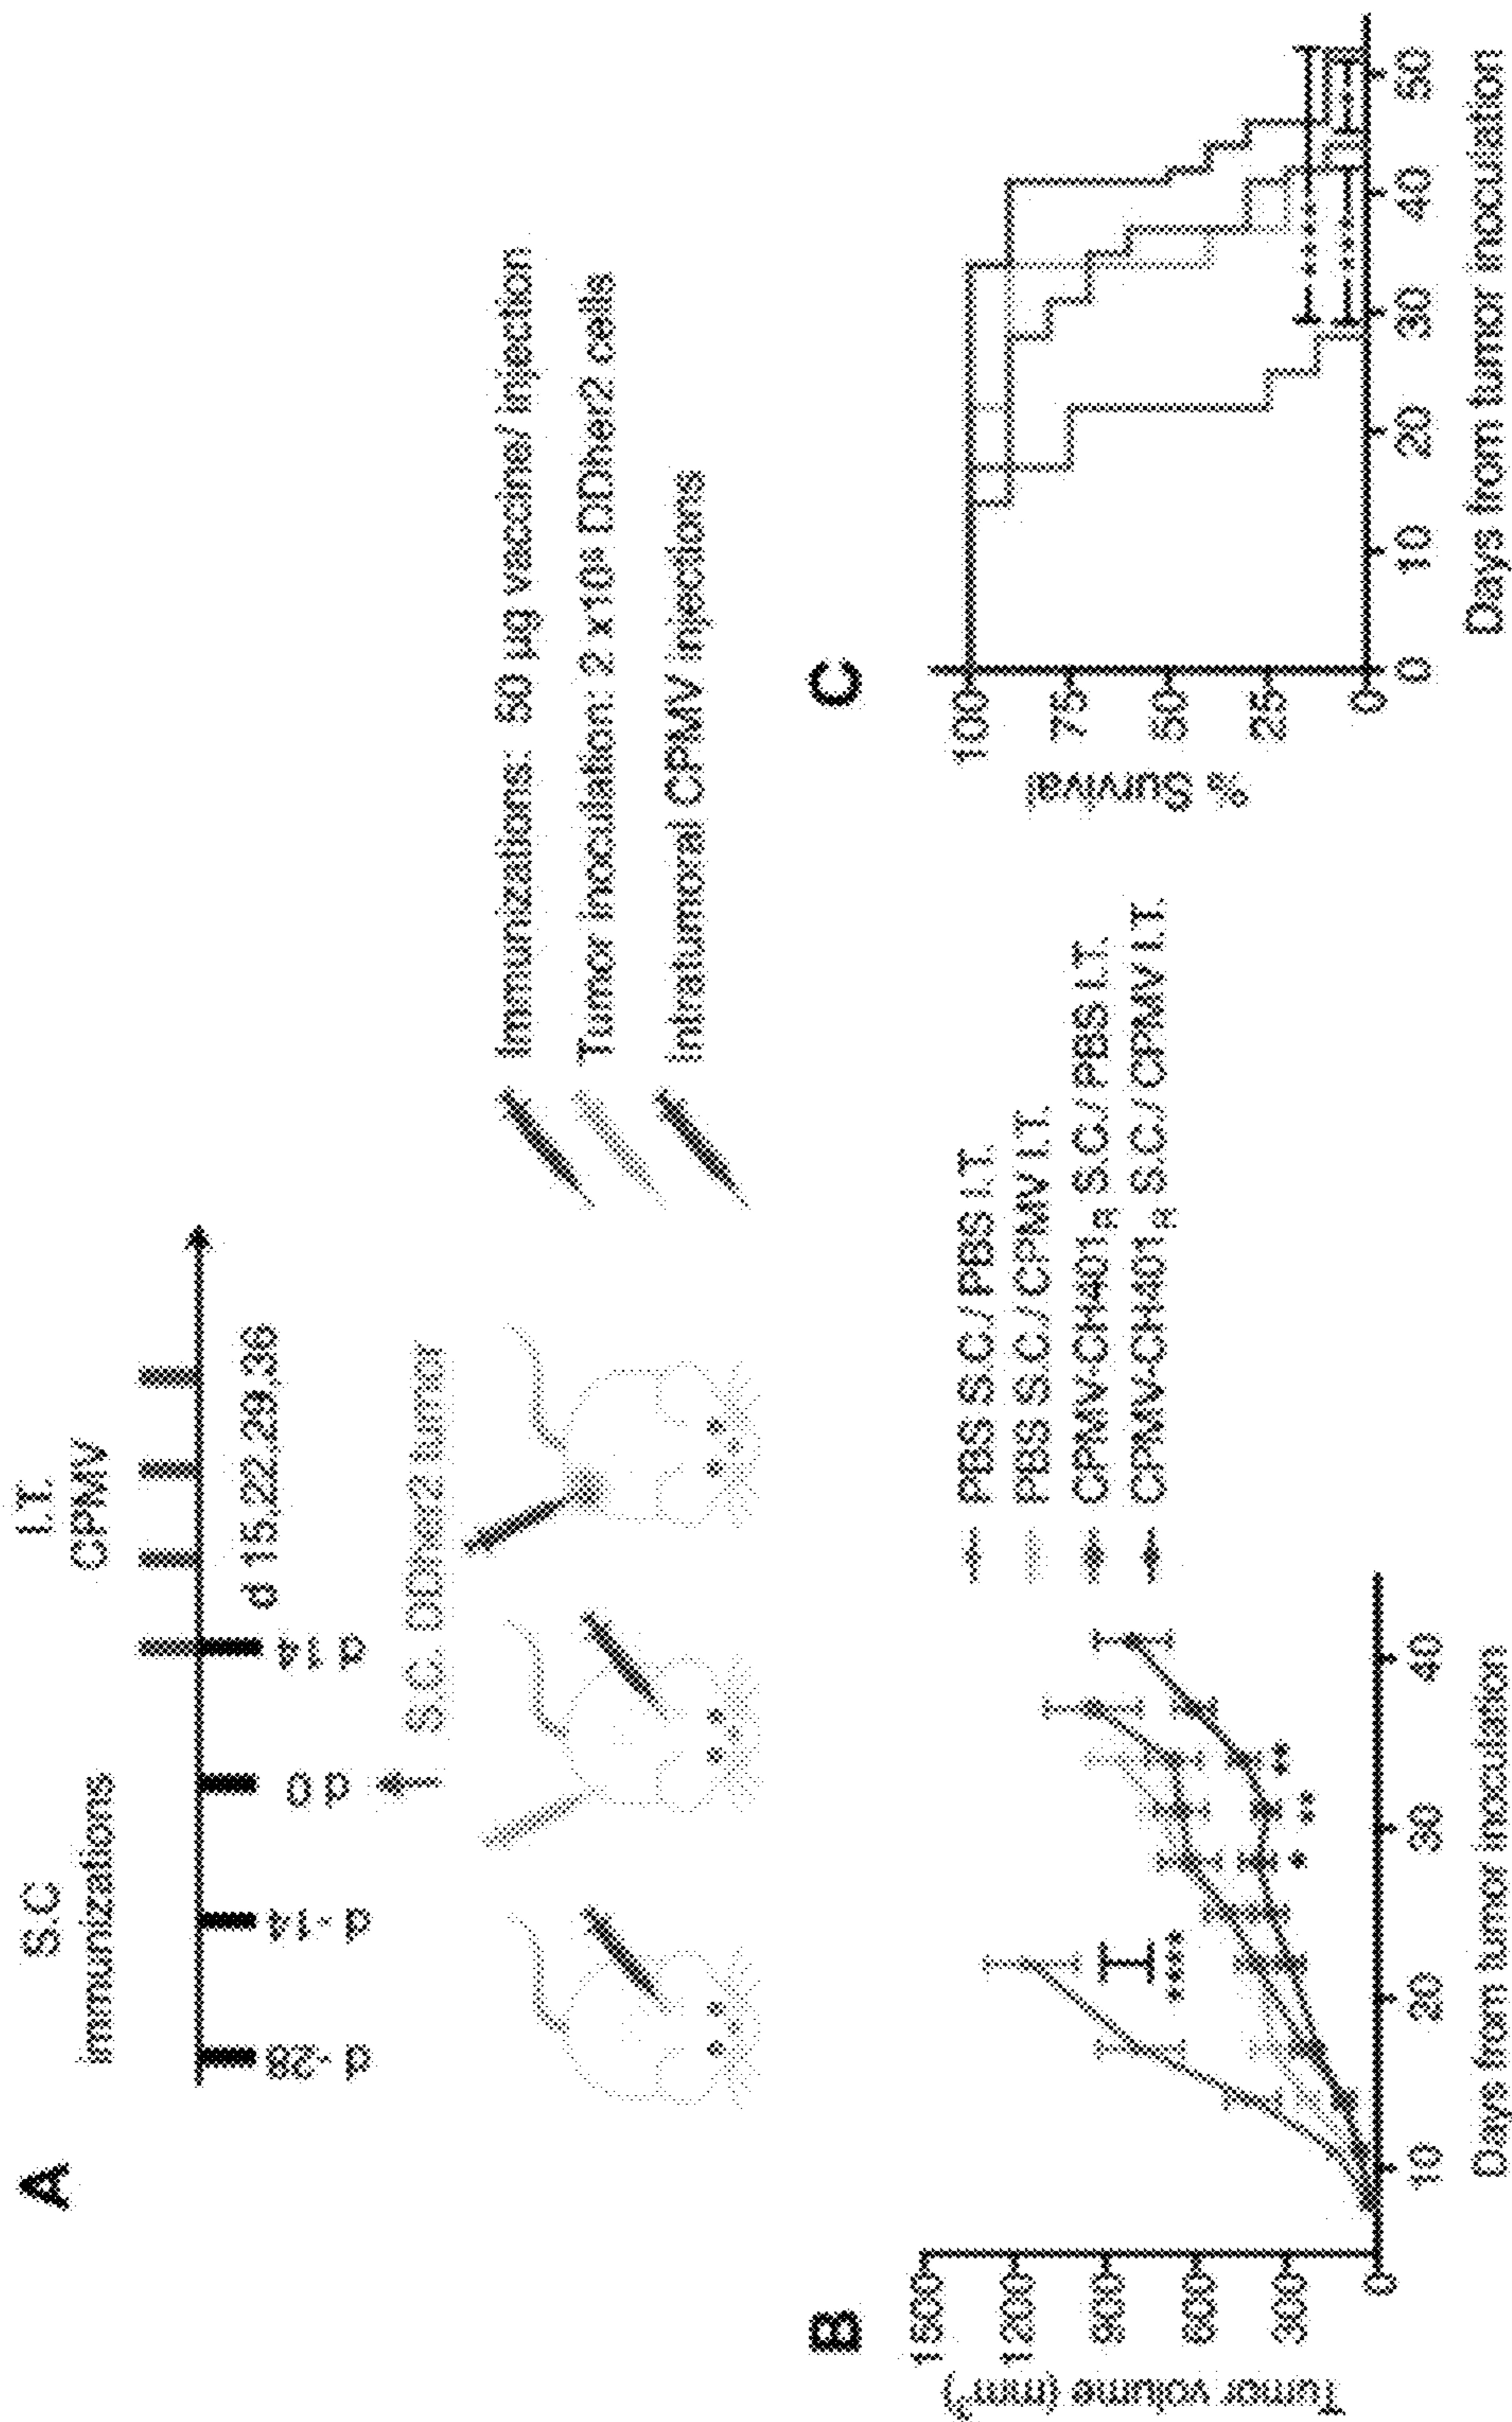 A
S.C
immunizations
I.T.
CPMV
d -28
d -14
d 0
d 14
d 15,22,29,36
S.C. DDHer2 tumor
Immunizations: 50 µg vaccine/ injection
Tumor inoculation: 2 x10⁶ DDHer2 cells
Intratumoral CPMV injections
B
Tumor volume (mm³)
1500
1200
900
600
300
0
10
20
30
40
Days from tumor inoculation
****
*
**
**
PBS S.C./ PBS I.T.
PBS S.C./ CPMV I.T.
CPMV-CH401R S.C./ PBS I.T.
CPMV-CH401R S.C./ CPMV I.T.
C
% Survival
100
75
50
25
0
0
10
20
30
40
50
Days from tumor inoculation